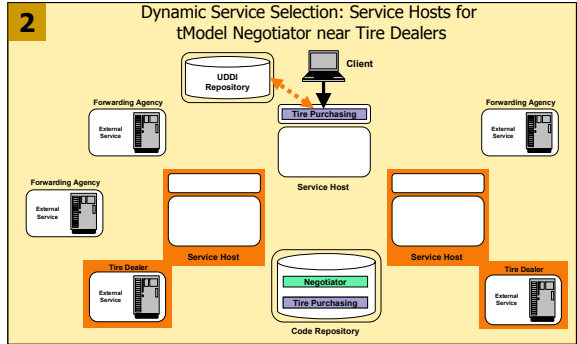 2
Dynamic Service Selection: Service Hosts for
tModel Negotiator near Tire Dealers
UDDI
Repository
Client
Tire Purchasing
Service Host
Forwarding Agency
External
Service
Forwarding Agency
External
Service
Forwarding Agency
External
Service
Service Host
Service Host
Tire Dealer
External
Service
Negotiator
Tire Purchasing
Code Repository
Tire Dealer
External
Service